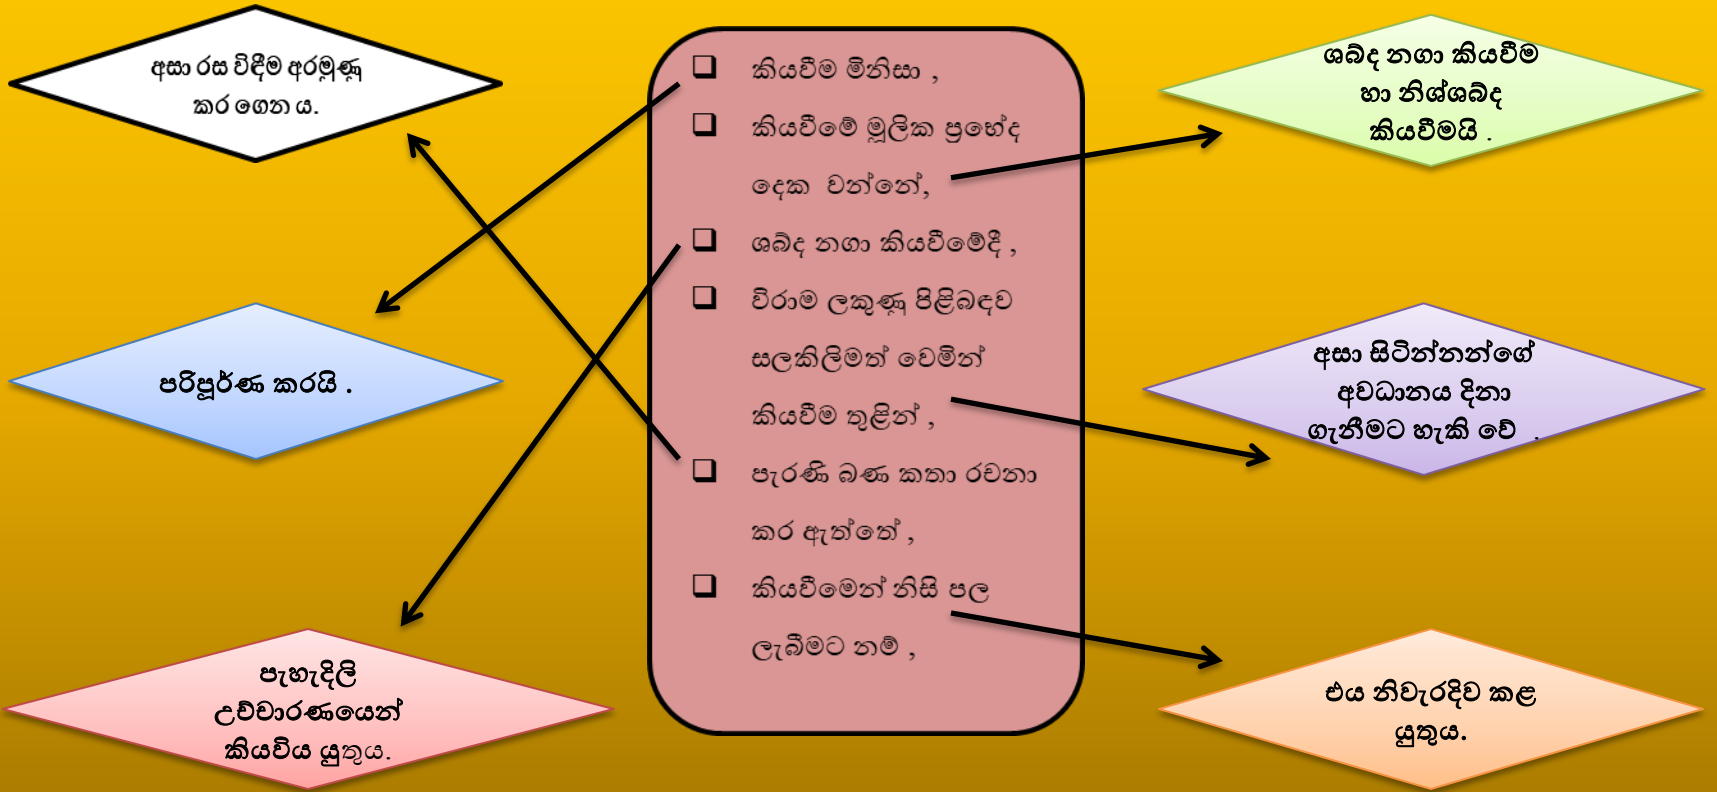 අසා රස විඳීම අරමුණු
කර ගෙන ය.
පරිපූර්ණ කරයි .
පැහැදිලි
උච්චාරණයෙන්
කියවිය යුතුය.
කියවීම මිනිසා ,
කියවීමේ මූලික ප්‍රභේද
දෙක වන්නේ,
ශබ්ද නගා කියවීමේදී ,
විරාම ලකුණු පිළිබඳව
සලකිලිමත් වෙමින්
කියවීම තුළින් ,
පැරණි බණ කතා රචනා
කර ඇත්තේ ,
කියවීමෙන් නිසි පල
ලැබීමට නම් ,
ශබ්ද නගා කියවීම
හා නිශ්ශබ්ද
කියවීමයි .
අසා සිටින්නන්ගේ
අවධානය දිනා
ගැනීමට හැකි වේ .
එය නිවැරදිව කළ
යුතුය.